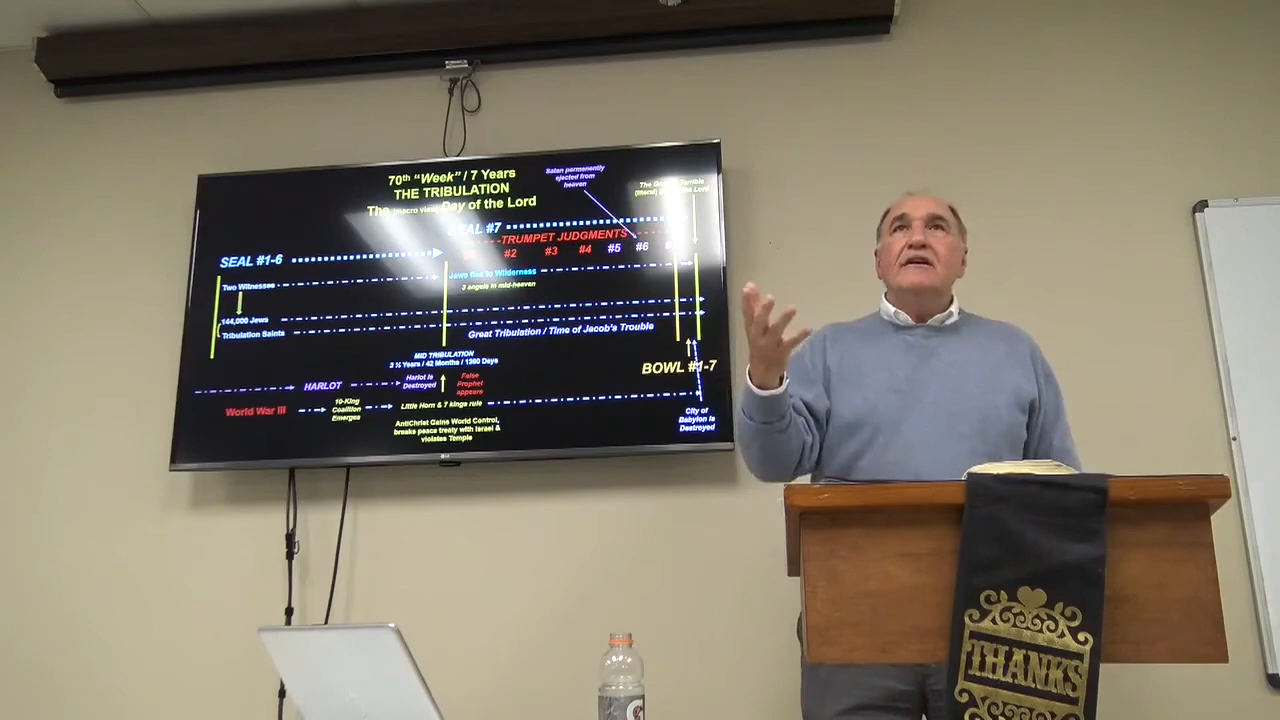 70th "Week" / 7 Years
THE TRIBULATION
The (macro view) Day of the Lord
Satan permanently
ejected from
heaven
The Terrible
(literal) the Lord
SEAL #7
TRUMPET JUDGMENTS
#2 #3 #4 #5 #6
SEAL #1-6
Two Witnesses
Jews flee to Wilderness
3 angels in mid-heaven
144,000 Jews
Tribulation Saints
Great Tribulation / Time of Jacob's Trouble
MID TRIBULATION
3 ½ Years / 42 Months / 1260 Days
BOWL #1-7
HARLOT
Harlot is
Destroyed
False
Prophet
appears
World War III
10-King
Coalition
Emerges
Little Horn & 7 kings rule
AntiChrist Gains World Control,
breaks peace treaty with Israel &
violates Temple
City of
Babylon is
Destroyed
THANKS